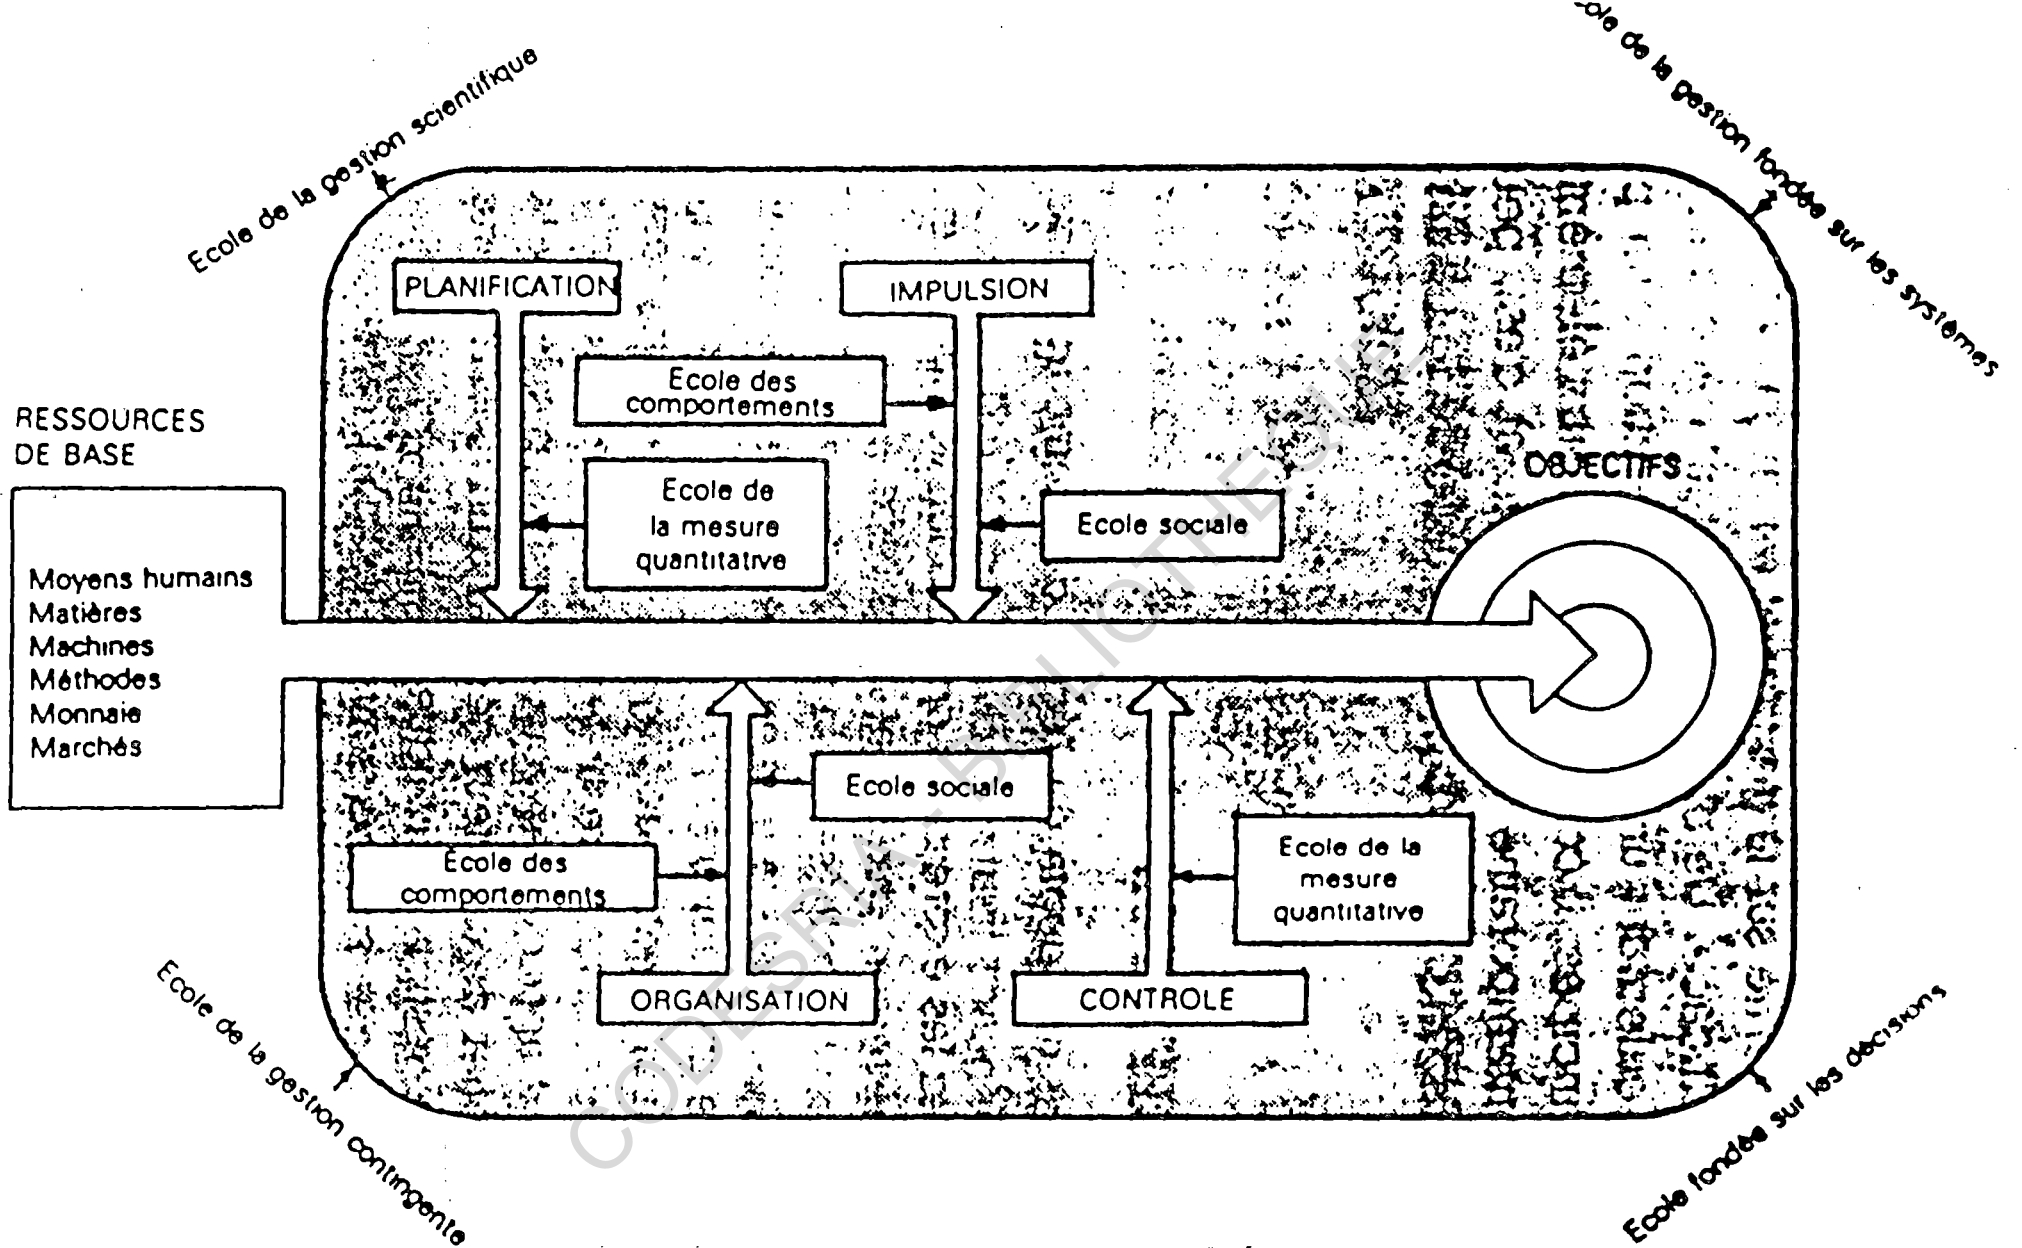 Ecole de la gestion scientifique
de la gestion fondée sur les systèmes
PLANIFICATION
IMPULSION
Ecole des
comportements
RESSOURCES
DE BASE
Ecole de
la mesure
quantitative
Ecole sociale
OBJECTIFS
Moyens humains
Matières
Machines
Méthodes
Monnaie
Marchés
Ecole sociale
École des
comportements
Ecole de la
mesure
quantitative
ORGANISATION
CONTROLE
Ecole de la gestion contingente
Ecole fondée sur les décisions
CODESRIA - BIBLIOTHEQUE